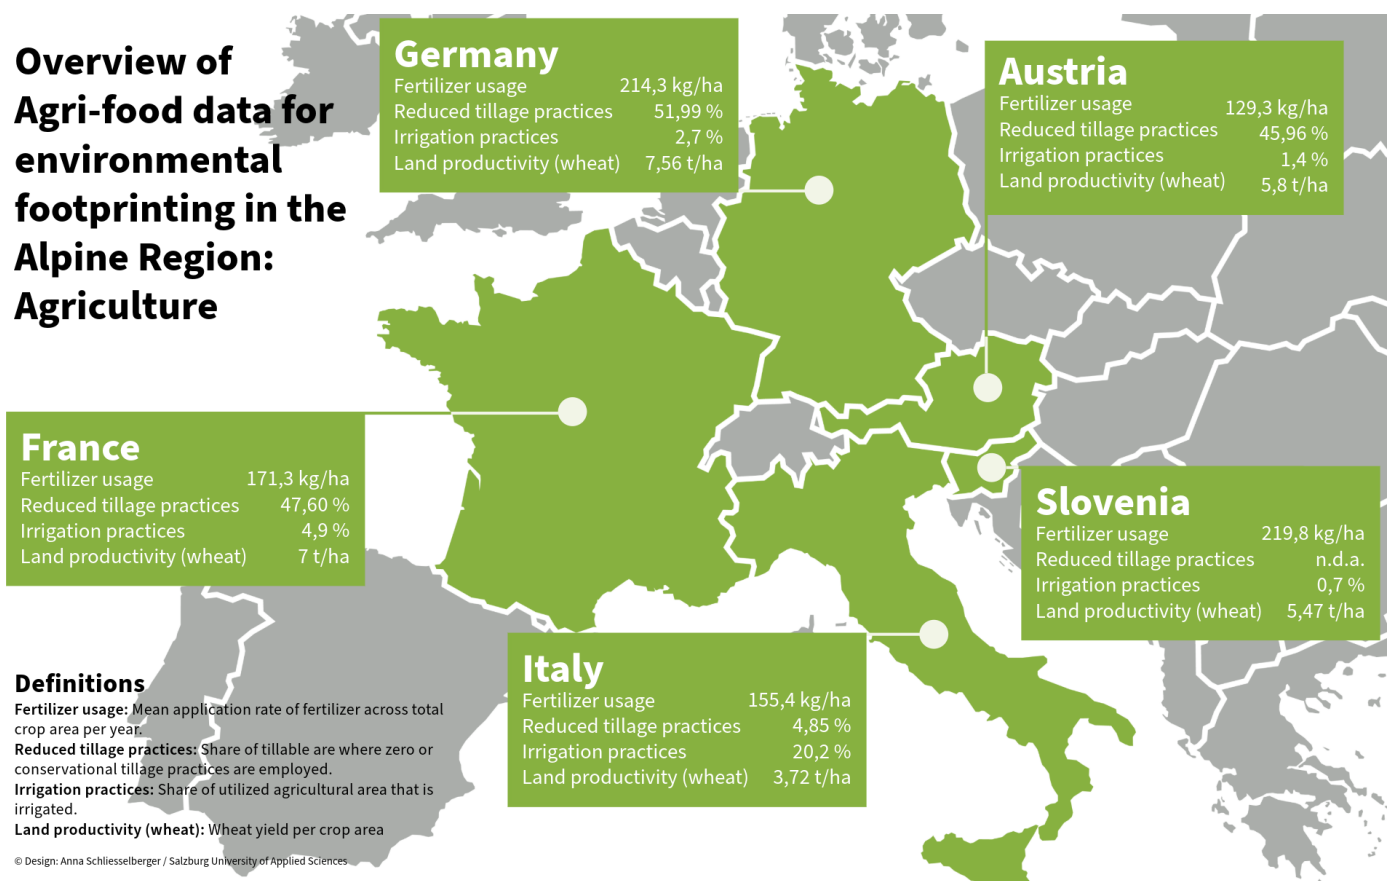 Overview of
Agri-food data for
environmental
footprinting in the
Alpine Region:
Agriculture
Germany
Fertilizer usage 214,3 kg/ha
Reduced tillage practices 51,99 %
Irrigation practices 2,7 %
Land productivity (wheat) 7,56 t/ha
Austria
Fertilizer usage 129,3 kg/ha
Reduced tillage practices 45,96 %
Irrigation practices 1,4 %
Land productivity (wheat) 5,8 t/ha
France
Fertilizer usage 171,3 kg/ha
Reduced tillage practices 47,60 %
Irrigation practices 4,9 %
Land productivity (wheat) 7 t/ha
Slovenia
Fertilizer usage 219,8 kg/ha
Reduced tillage practices n.d.a.
Irrigation practices 0,7 %
Land productivity (wheat) 5,47 t/ha
Italy
Fertilizer usage 155,4 kg/ha
Reduced tillage practices 4,85 %
Irrigation practices 20,2 %
Land productivity (wheat) 3,72 t/ha
Definitions
Fertilizer usage: Mean application rate of fertilizer across total
crop area per year.
Reduced tillage practices: Share of tillable are where zero or
conservational tillage practices are employed.
Irrigation practices: Share of utilized agricultural area that is
irrigated.
Land productivity (wheat): Wheat yield per crop area
© Design: Anna Schliesselberger / Salzburg University of Applied Sciences